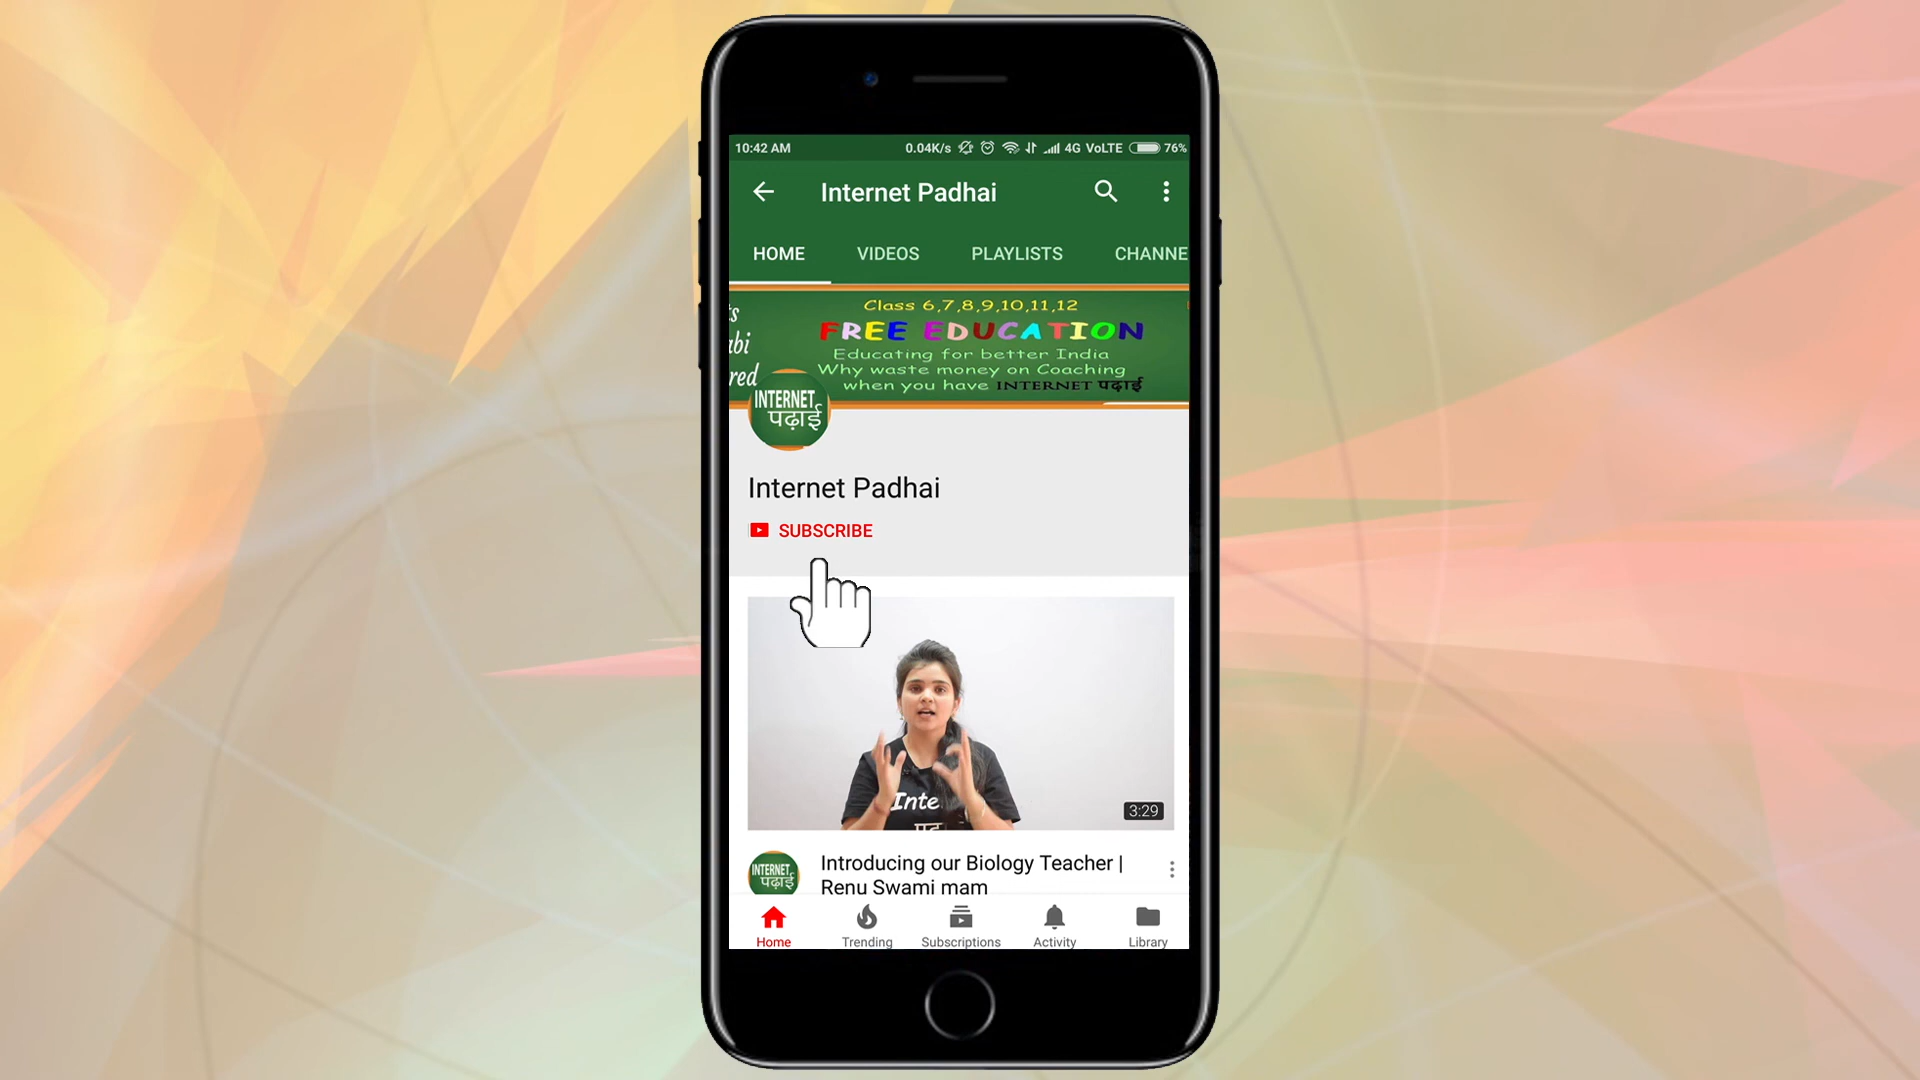 10:42 AM 0.04K/s 4G VoLTE 76%
Internet Padhai
HOME VIDEOS PLAYLISTS CHANNE
Class 6,7,8,9,10,11,12
FREE EDUCATION
Educating for better India
Why waste money on Coaching
when you have INTERNET पढ़ाई
INTERNET
पढ़ाई
Internet Padhai
SUBSCRIBE
Inte
3:29
INTERNET
पढ़ाई
Introducing our Biology Teacher |
Renu Swami mam
Home Trending Subscriptions Activity Library